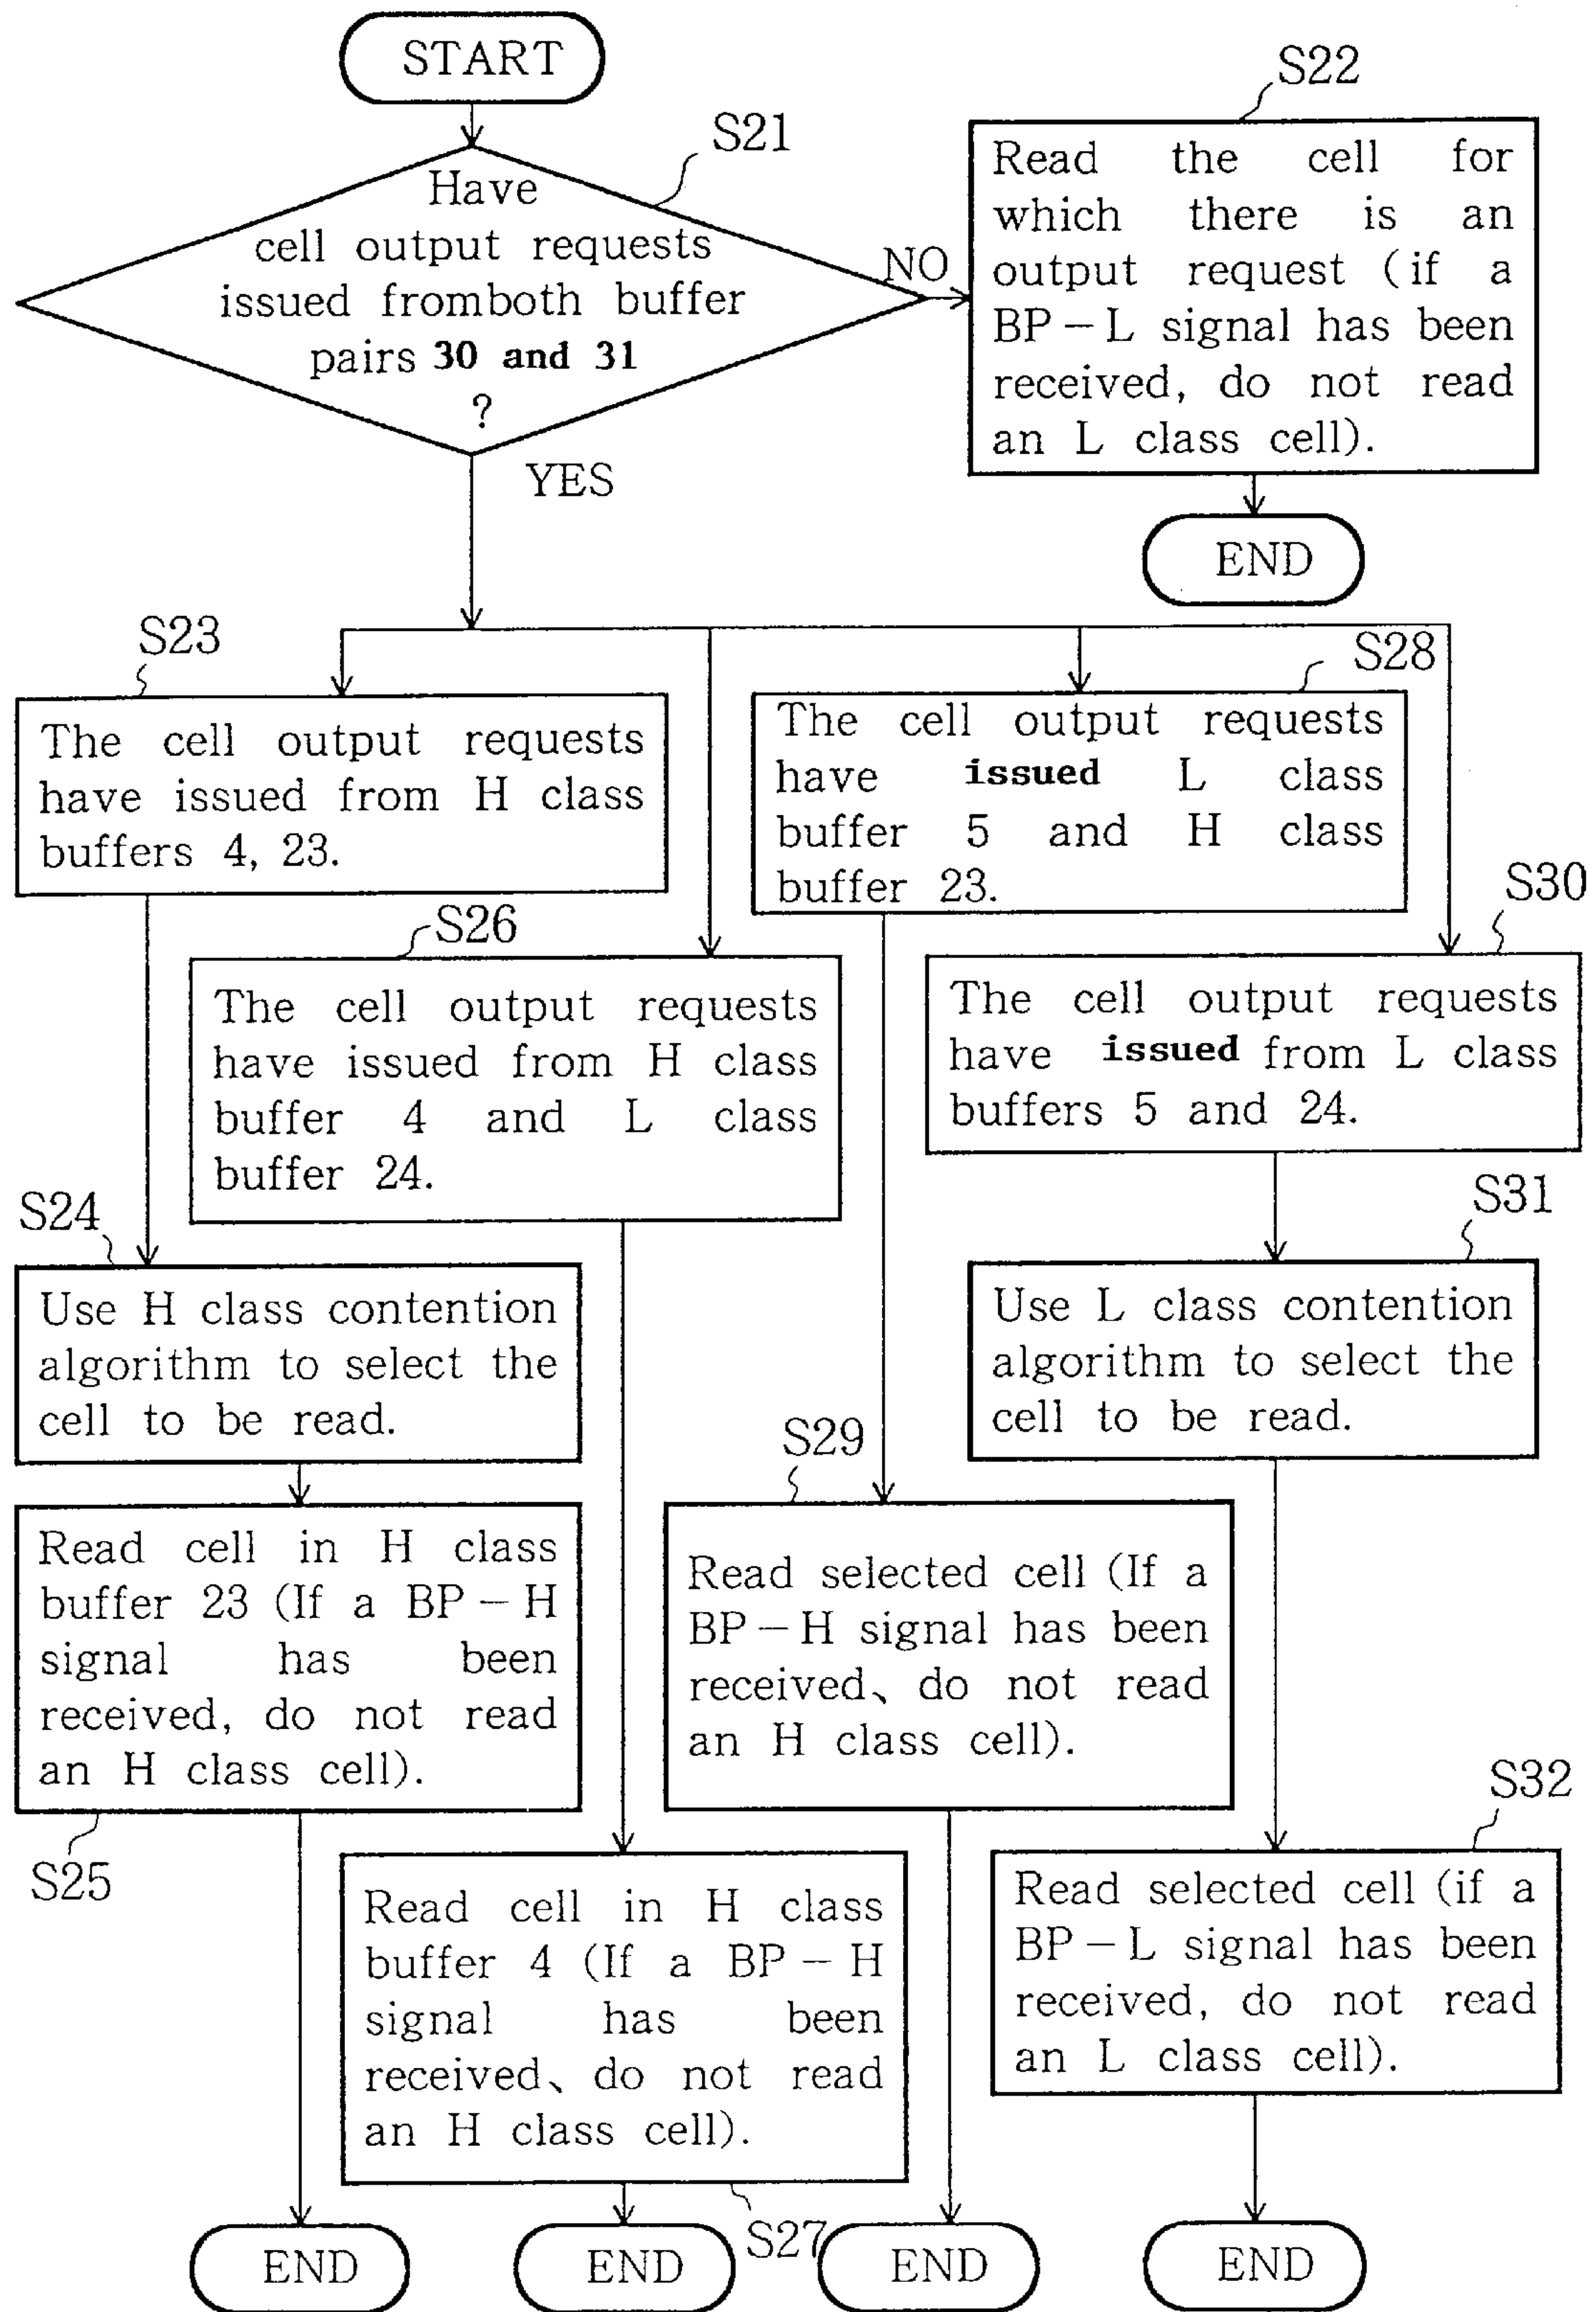 START
S21
Have
cell output requests
issued fromboth buffer
pairs 30 and 31
?
NO
YES
S22
Read the cell for
which there is an
output request (if a
BP-L signal has been
received, do not read
an L class cell).
END
S23
The cell output requests
have issued from H class
buffers 4, 23.
S28
The cell output requests
have issued L class
buffer 5 and H class
buffer 23.
S26
The cell output requests
have issued from H class
buffer 4 and L class
buffer 24.
S30
The cell output requests
have issued from L class
buffers 5 and 24.
S24
Use H class contention
algorithm to select the
cell to be read.
S31
Use L class contention
algorithm to select the
cell to be read.
Read cell in H class
buffer 23 (If a BP-H
signal has been
received, do not read
an H class cell).
S25
S29
Read selected cell (If a
BP-H signal has been
received、do not read
an H class cell).
Read cell in H class
buffer 4 (If a BP-H
signal has been
received、do not read
an H class cell).
S27
S32
Read selected cell (if a
BP-L signal has been
received, do not read
an L class cell).
END
END
END
END